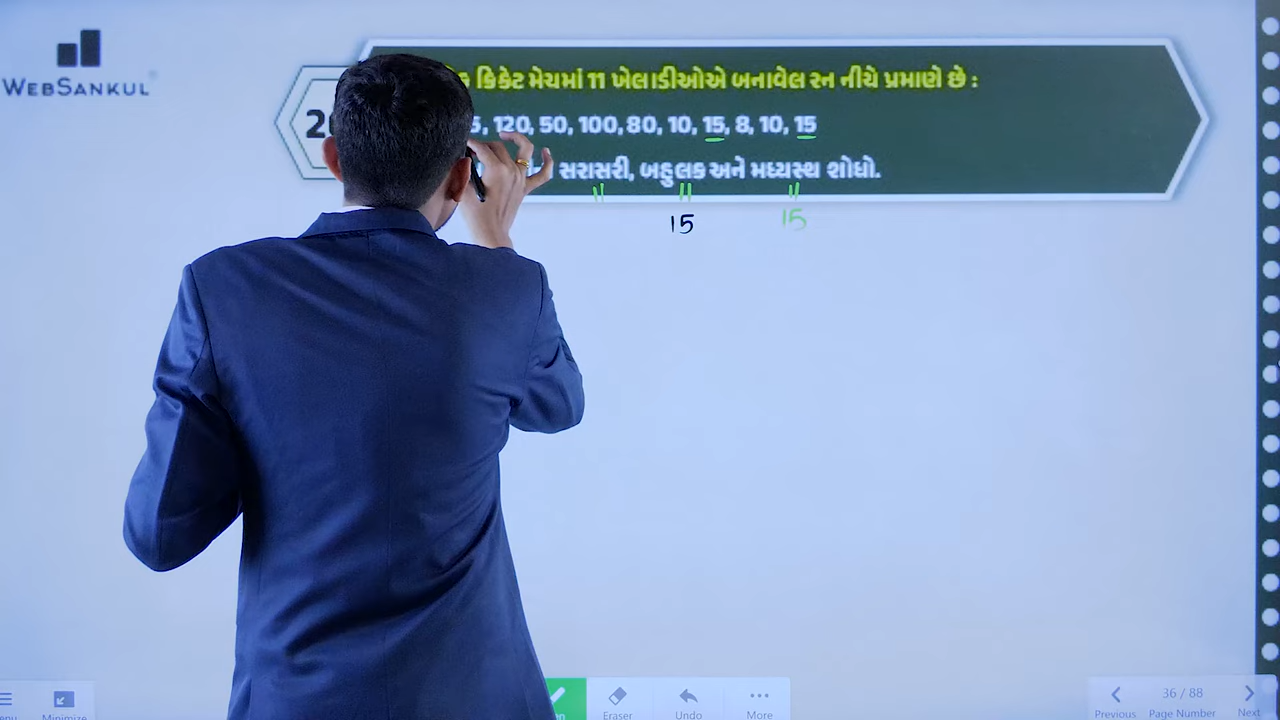 WEBSANKUL
ક્રિકેટ મેચમાં 11 ખેલાડીઓએ બનાવેલ રન નીચે પ્રમાણે છે :
120, 50, 100, 80, 10, 15, 8, 10, 15
સરાસરી, બહુલક અને મધ્યસ્થ શોધો.
15 15
Minimize
Eraser
Undo
More
Previous
36 / 88
Page Number
Next